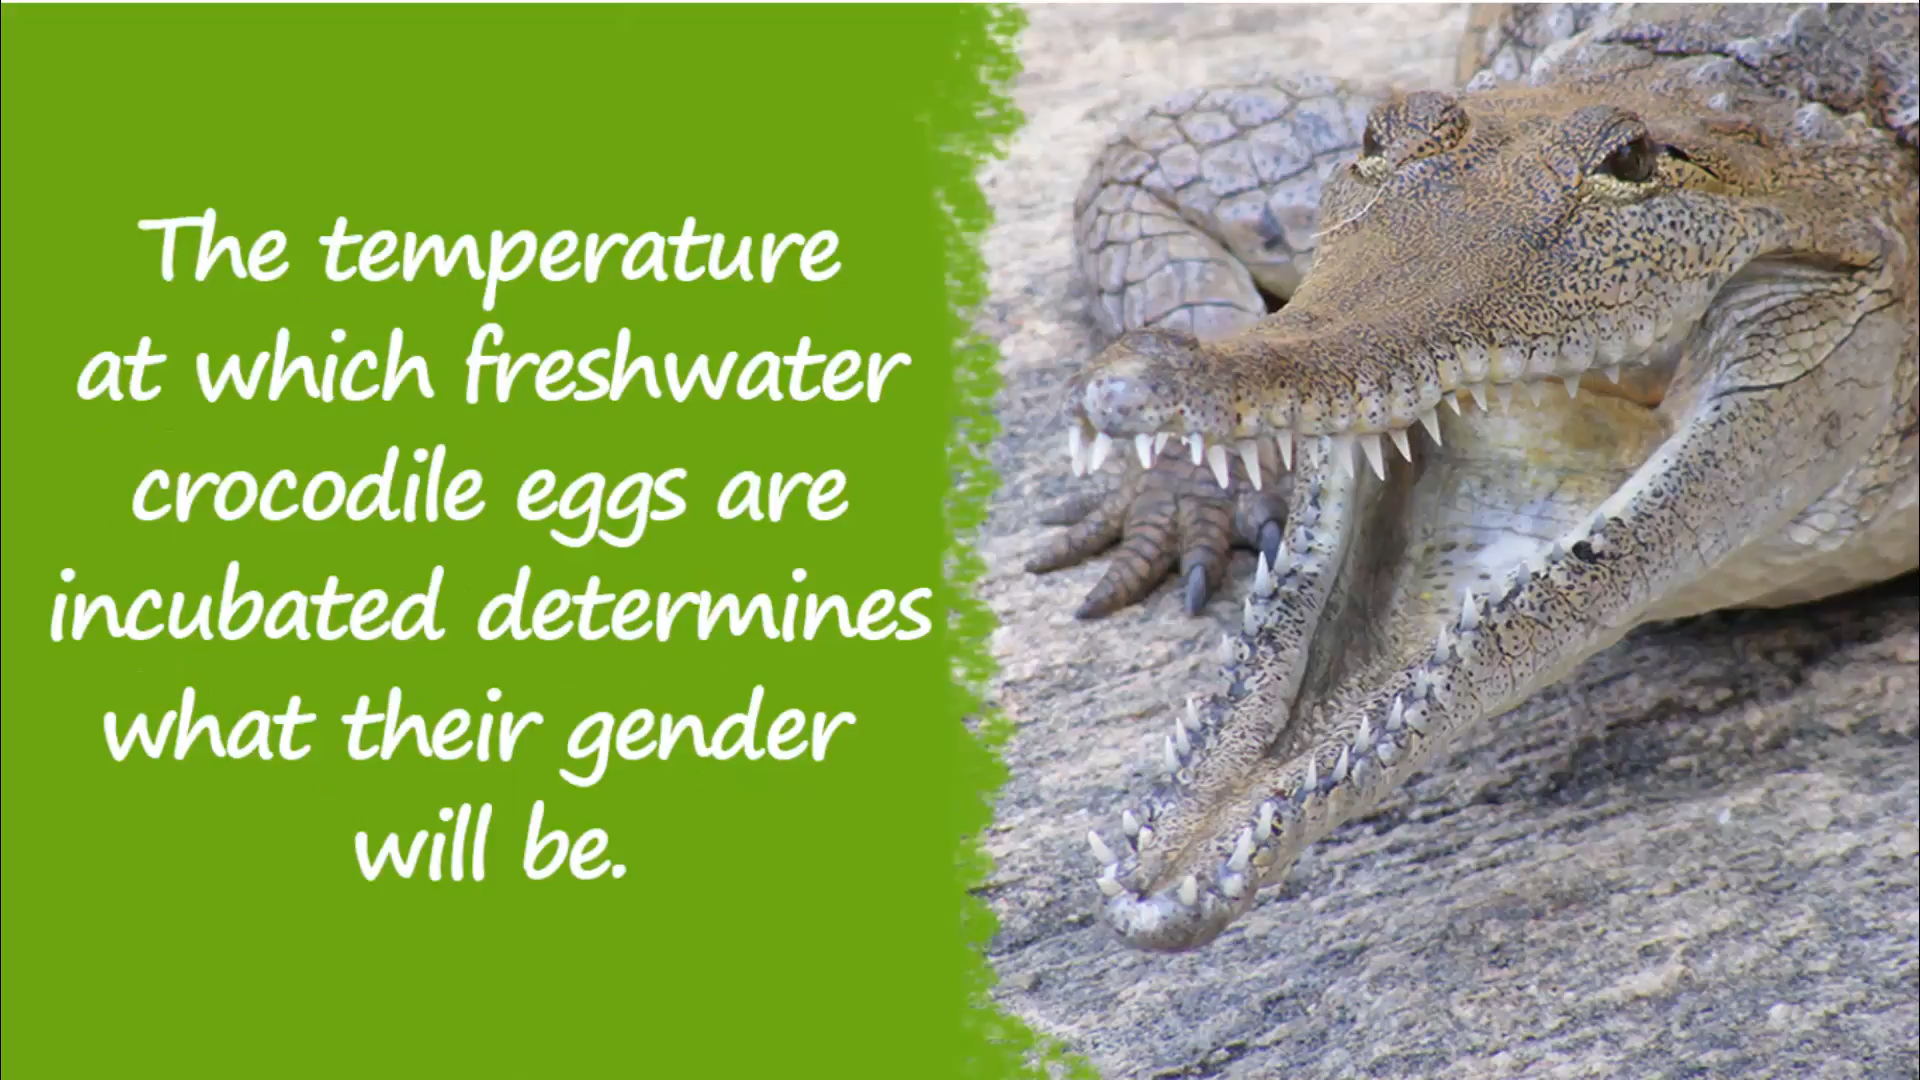 The temperature
at which freshwater
crocodile eggs are
incubated determines
what their gender
will be.